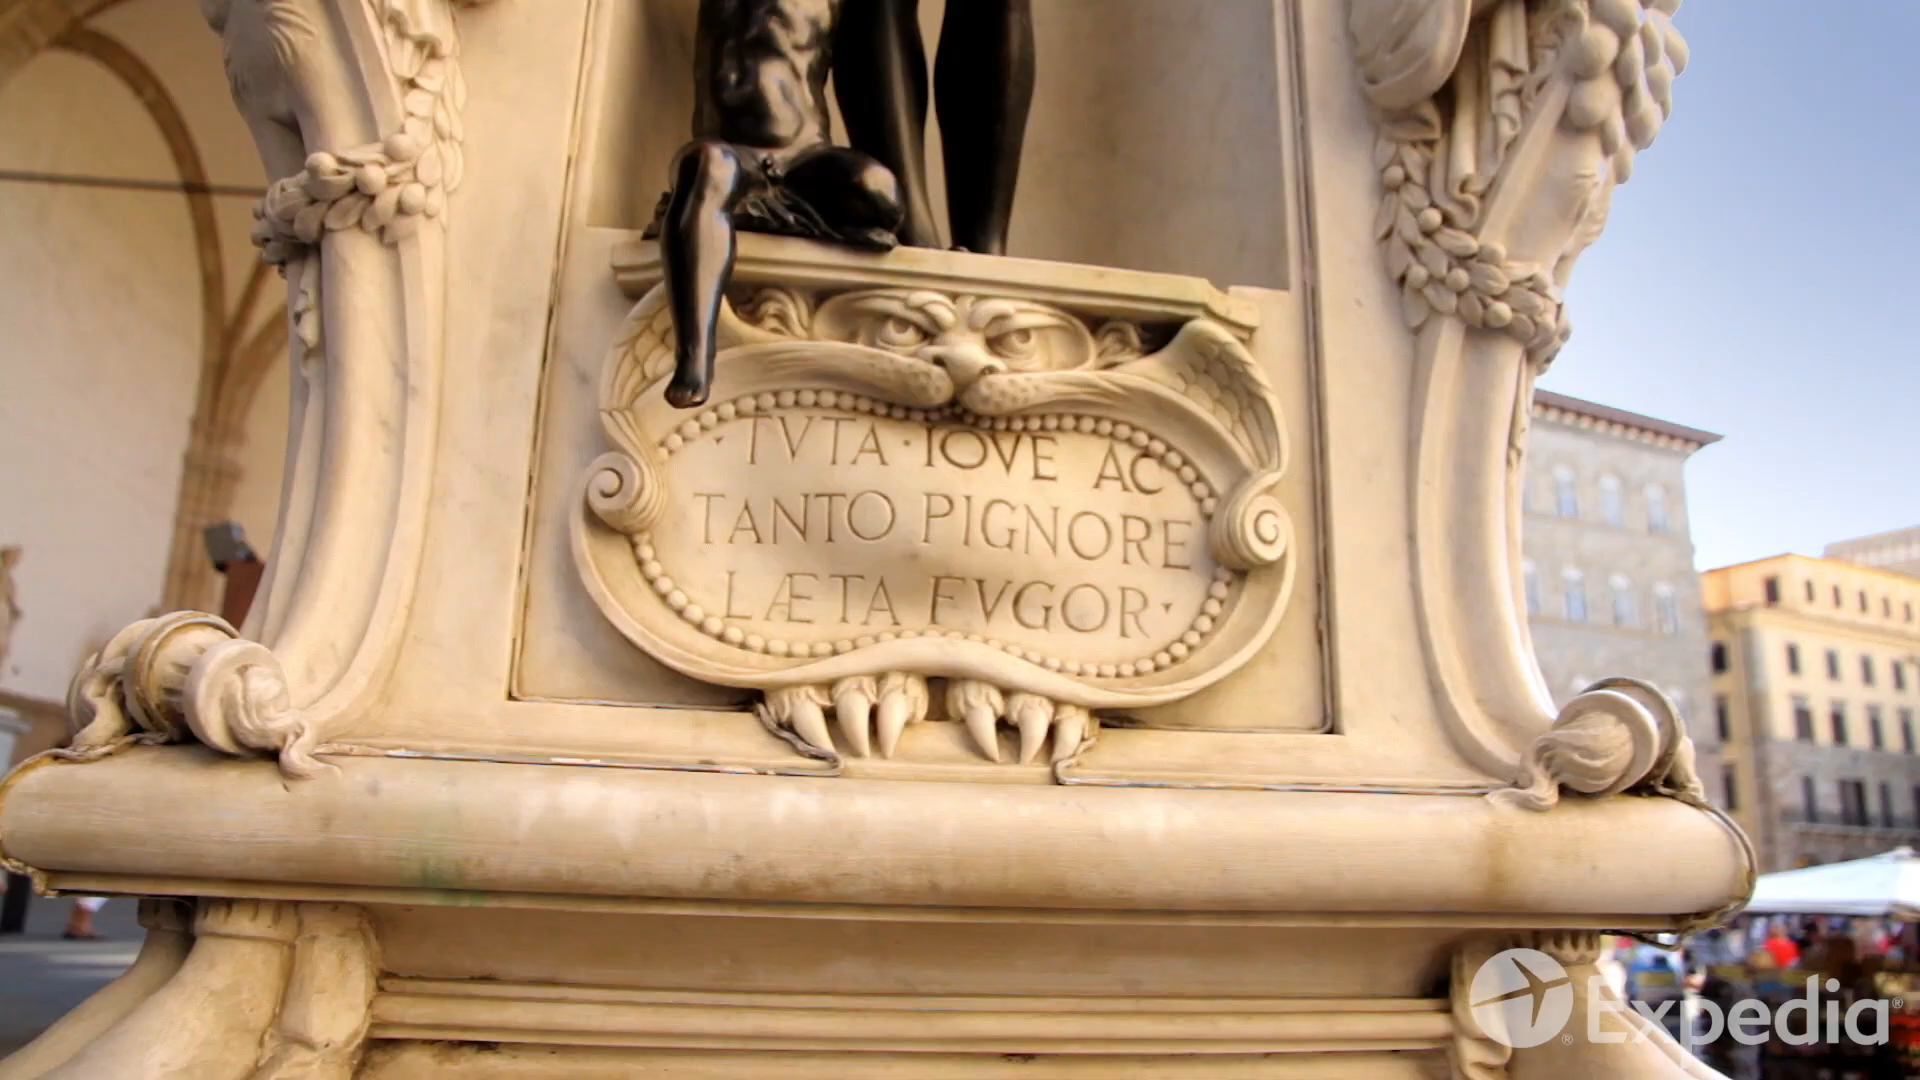 · TVTA · IOVE AC
TANTO PIGNORE
LÆTA FVGOR ·
Expedia®